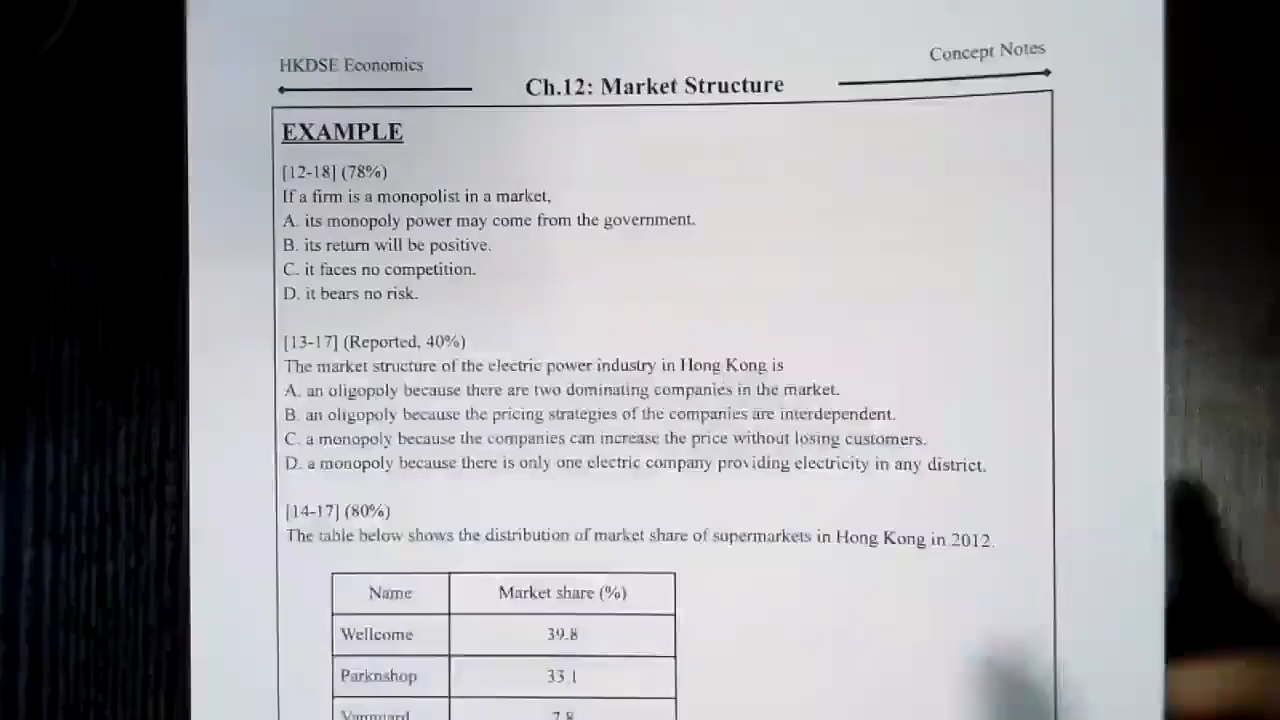 HKDSE Economics
Concept Notes
Ch.12: Market Structure
EXAMPLE
[12-18] (78%)
If a firm is a monopolist in a market,
A. its monopoly power may come from the government.
B. its return will be positive.
C. it faces no competition.
D. it bears no risk.
[13-17] (Reported, 40%)
The market structure of the electric power industry in Hong Kong is
A. an oligopoly because there are two dominating companies in the market.
B. an oligopoly because the pricing strategies of the companies are interdependent.
C. a monopoly because the companies can increase the price without losing customers.
D. a monopoly because there is only one electric company providing electricity in any district.
[14-17] (80%)
The table below shows the distribution of market share of supermarkets in Hong Kong in 2012.
Name Market share (%)
Wellcome 39.8
Parknshop 33.1
Vanguard 7.8